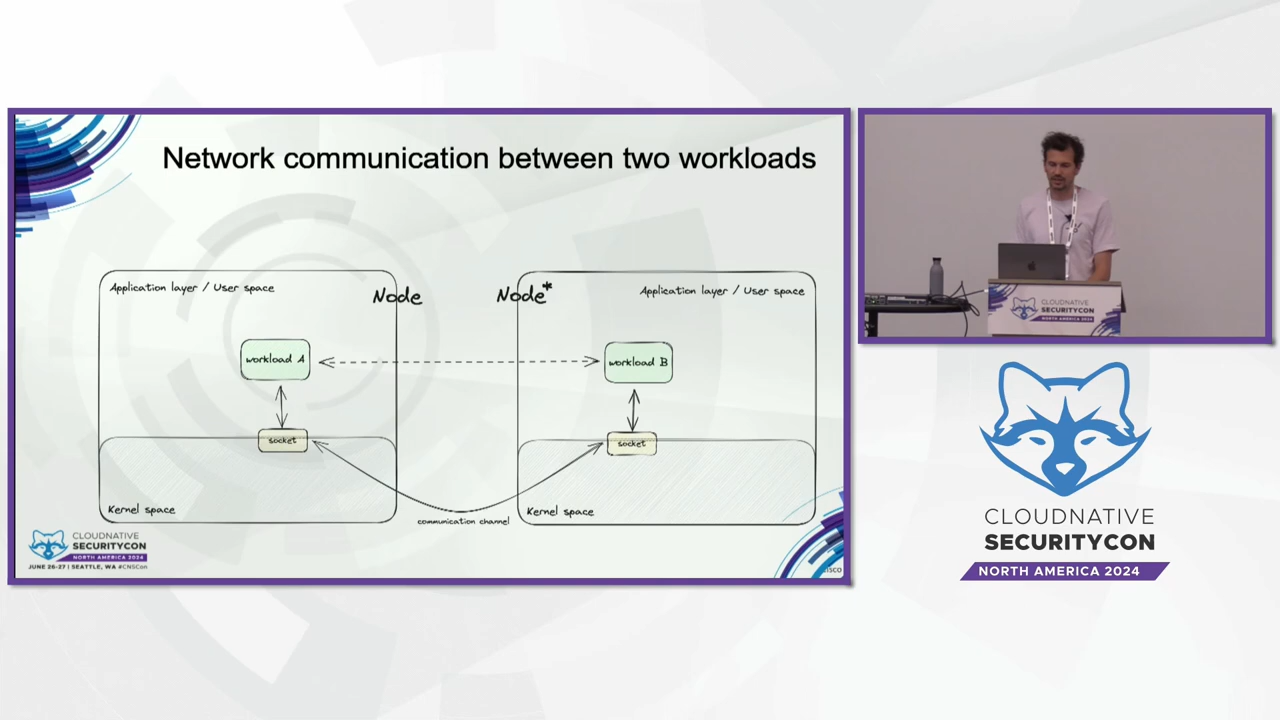 Network communication between two workloads
Application layer / User space
Node
Node*
Application layer / User space
workload A
workload B
socket
socket
Kernel space
communication channel
Kernel space
CLOUDNATIVE
SECURITYCON
NORTH AMERICA 2024
JUNE 26-27 | SEATTLE, WA #CNSCon
CLOUDNATIVE
SECURITYCON
NORTH AMERICA 2024
CLOUDNATIVE
SECURITYCON
NORTH AMERICA 2024